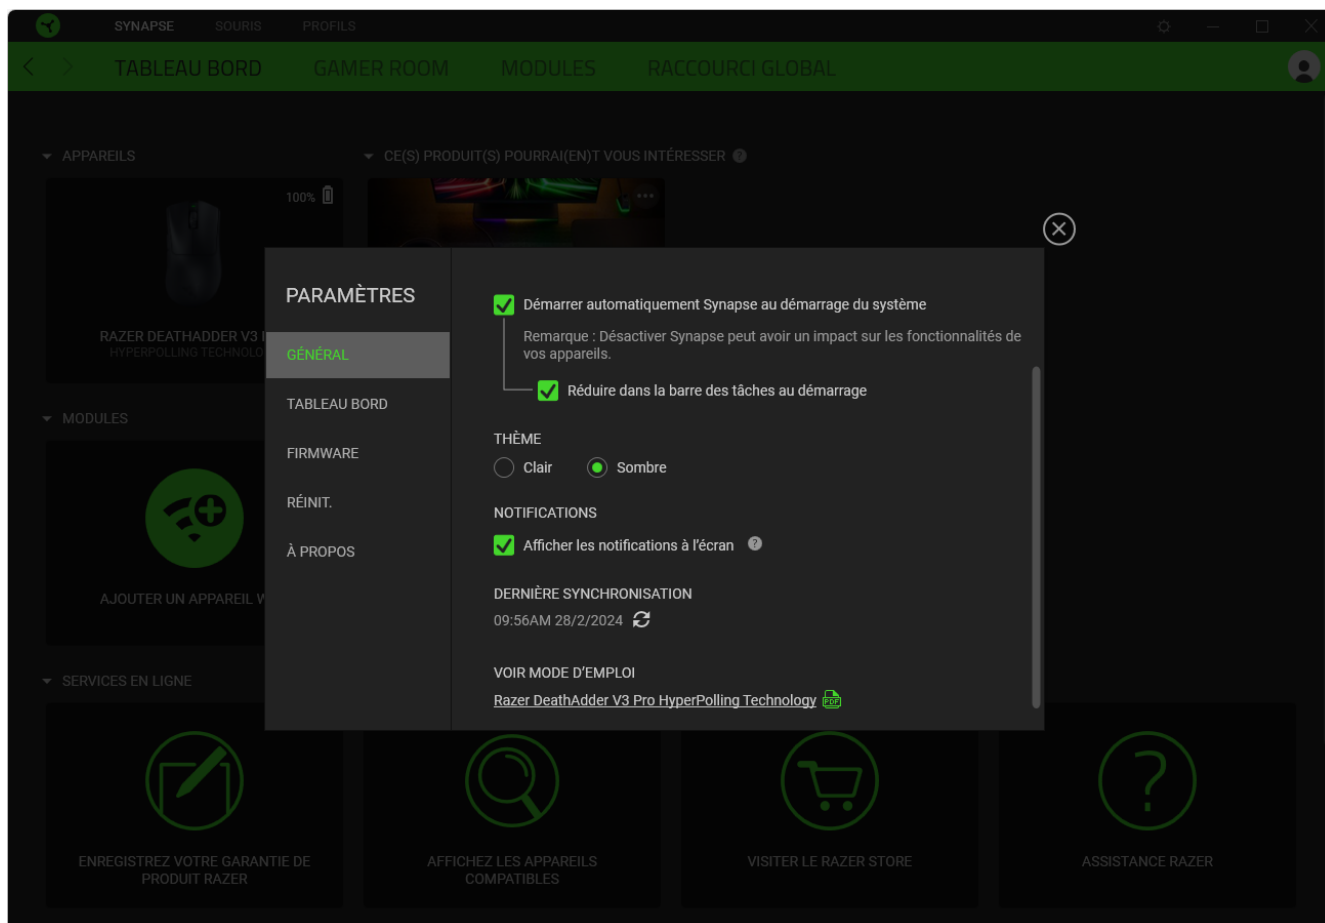 SYNAPSE
SOURIS
PROFILS
TABLEAU BORD
GAMER ROOM
MODULES
RACCOURCI GLOBAL
APPAREILS
CE(S) PRODUIT(S) POURRAI(EN)T VOUS INTÉRESSER
100%
RAZER DEATHADDER V3
HYPERPOLLING
MODULES
AJOUTER UN APPAREIL
SERVICES EN LIGNE
ENREGISTREZ VOTRE GARANTIE DE
PRODUIT RAZER
AFFICHEZ LES APPAREILS
COMPATIBLES
VISITER LE RAZER STORE
ASSISTANCE RAZER
PARAMÈTRES
GÉNÉRAL
TABLEAU BORD
FIRMWARE
RÉINIT.
À PROPOS
Démarrer automatiquement Synapse au démarrage du système
Remarque : Désactiver Synapse peut avoir un impact sur les fonctionnalités de
vos appareils.
Réduire dans la barre des tâches au démarrage
THÈME
Clair
Sombre
NOTIFICATIONS
Afficher les notifications à l'écran
DERNIÈRE SYNCHRONISATION
09:56AM 28/2/2024
VOIR MODE D'EMPLOI
Razer DeathAdder V3 Pro HyperPolling Technology
PDF